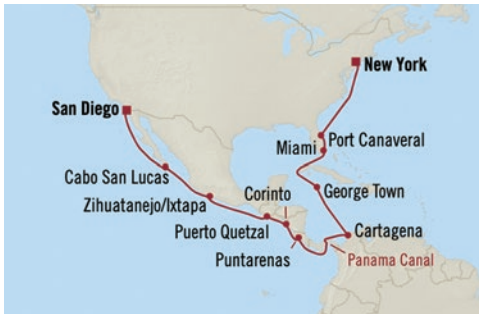 New York
San Diego
Port Canaveral
Miami
Cabo San Lucas
Corinto
George Town
Zihuatanejo/Ixtapa
Puerto Quetzal
Cartagena
Puntarenas
Panama Canal